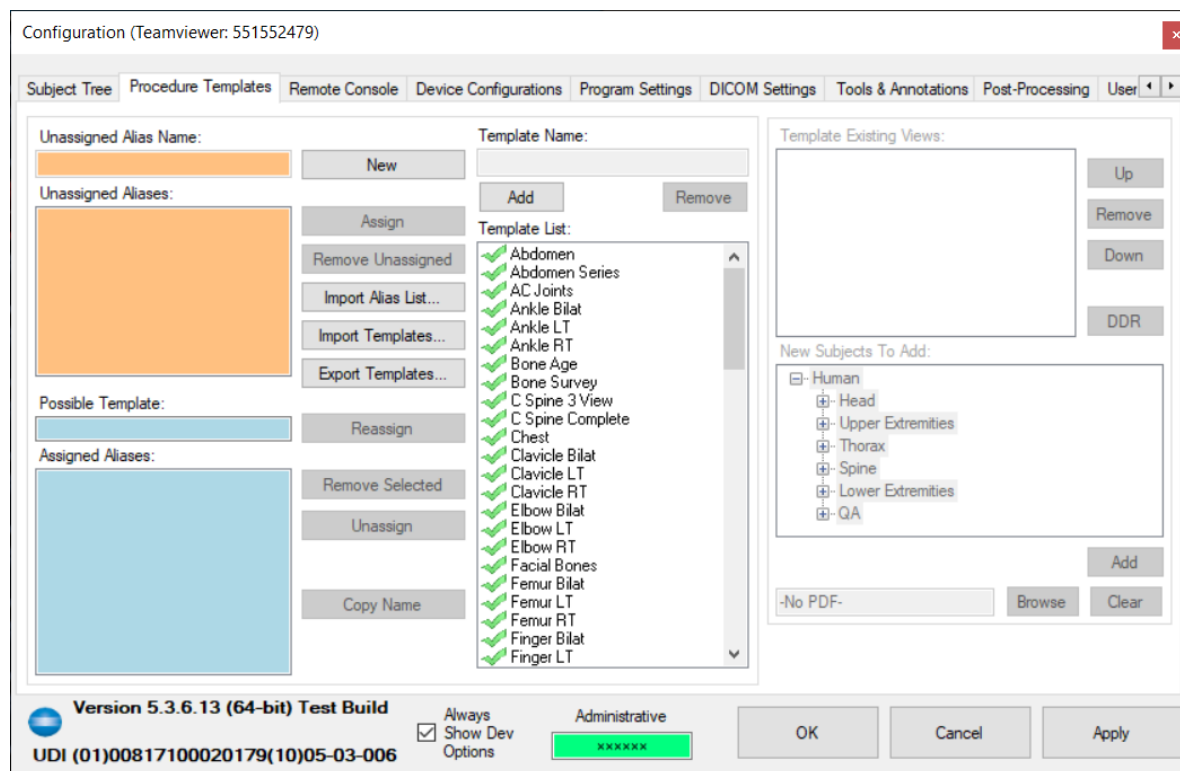 Configuration (Teamviewer: 551552479)
Subject Tree
Procedure Templates
Remote Console
Device Configurations
Program Settings
DICOM Settings
Tools & Annotations
Post-Processing
User
Unassigned Alias Name:
New
Unassigned Aliases:
Assign
Remove Unassigned
Import Alias List...
Import Templates...
Export Templates...
Possible Template:
Reassign
Assigned Aliases:
Remove Selected
Unassign
Copy Name
Template Name:
Add
Remove
Template List:
Abdomen
Abdomen Series
AC Joints
Ankle Bilat
Ankle LT
Ankle RT
Bone Age
Bone Survey
C Spine 3 View
C Spine Complete
Chest
Clavicle Bilat
Clavicle LT
Clavicle RT
Elbow Bilat
Elbow LT
Elbow RT
Facial Bones
Femur Bilat
Femur LT
Femur RT
Finger Bilat
Finger LT
Template Existing Views:
Up
Remove
Down
DDR
New Subjects To Add:
Human
Head
Upper Extremities
Thorax
Spine
Lower Extremities
QA
Add
-No PDF-
Browse
Clear
Version 5.3.6.13 (64-bit) Test Build
UDI (01)00817100020179(10)05-03-006
Always
Show Dev
Options
Administrative
××××××
OK
Cancel
Apply